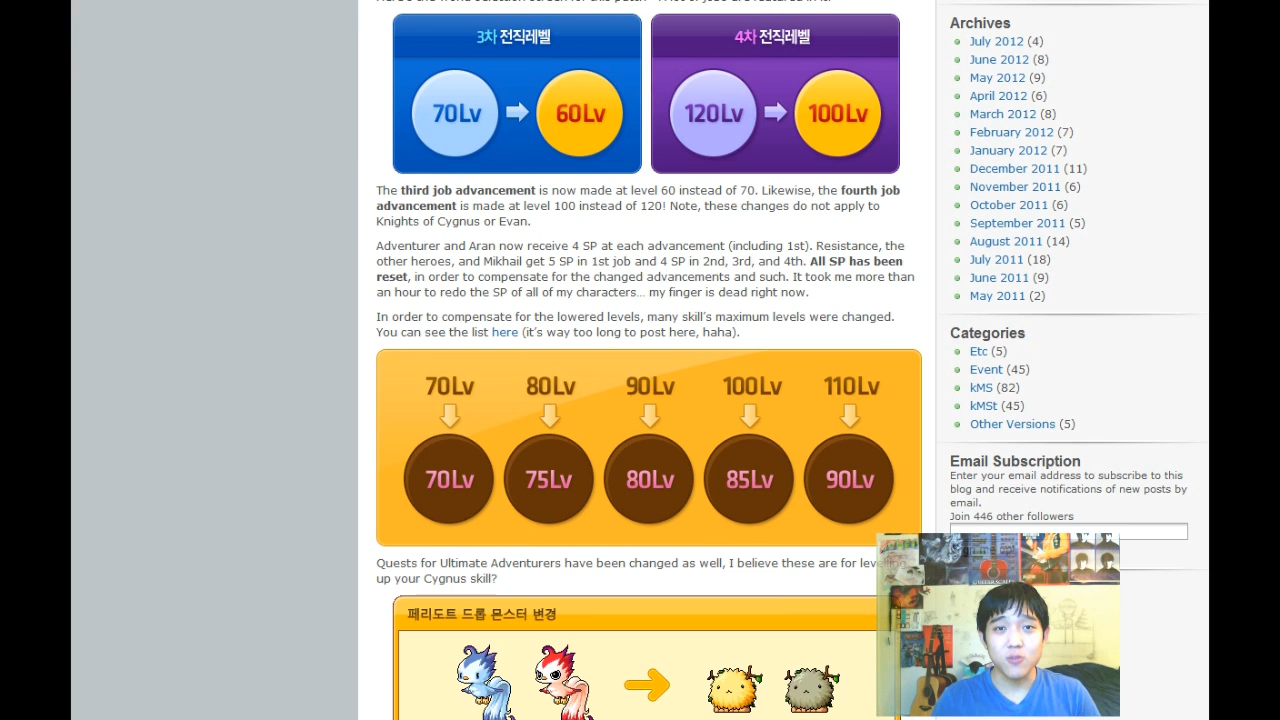 3차 전직레벨
70Lv
60Lv
4차 전직레벨
120Lv
100Lv
The third job advancement is now made at level 60 instead of 70. Likewise, the fourth job
advancement is made at level 100 instead of 120! Note, these changes do not apply to
Knights of Cygnus or Evan.
Adventurer and Aran now receive 4 SP at each advancement (including 1st). Resistance, the
other heroes, and Mikhail get 5 SP in 1st job and 4 SP in 2nd, 3rd, and 4th. All SP has been
reset, in order to compensate for the changed advancements and such. It took me more than
an hour to redo the SP of all of my characters… my finger is dead right now.
In order to compensate for the lowered levels, many skill's maximum levels were changed.
You can see the list here (it's way too long to post here, haha).
70Lv 80Lv 90Lv 100Lv 110Lv
70Lv 75Lv 80Lv 85Lv 90Lv
Quests for Ultimate Adventurers have been changed as well, I believe these are for
up your Cygnus skill?
페리도트 드롭 몬스터 변경
Archives
July 2012 (4)
June 2012 (8)
May 2012 (9)
April 2012 (6)
March 2012 (8)
February 2012 (7)
January 2012 (7)
December 2011 (11)
November 2011 (6)
October 2011 (6)
September 2011 (5)
August 2011 (14)
July 2011 (18)
June 2011 (9)
May 2011 (2)
Categories
Etc (5)
Event (45)
kMS (82)
kMSt (45)
Other Versions (5)
Email Subscription
Enter your email address to subscribe to this
blog and receive notifications of new posts by
email.
Join 446 other followers